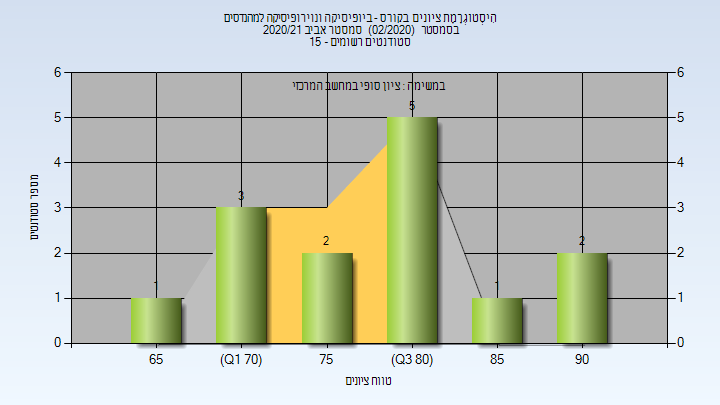 היסטוגרמת ציונים בקורס - ביופיסיקה ונוירופיסיקה למהנדסים
בסמסטר (02/2020) סמסטר אביב 2020/21
סטודנטים רשומים - 15
במשימה : ציון סופי במחשב המרכזי
מספר סטודנטים
6 6
5 5
4 4
3 3
2 2
1 1
0 0
1 3 2 5 1 2
65 (Q1 70) 75 (Q3 80) 85 90
טווח ציונים